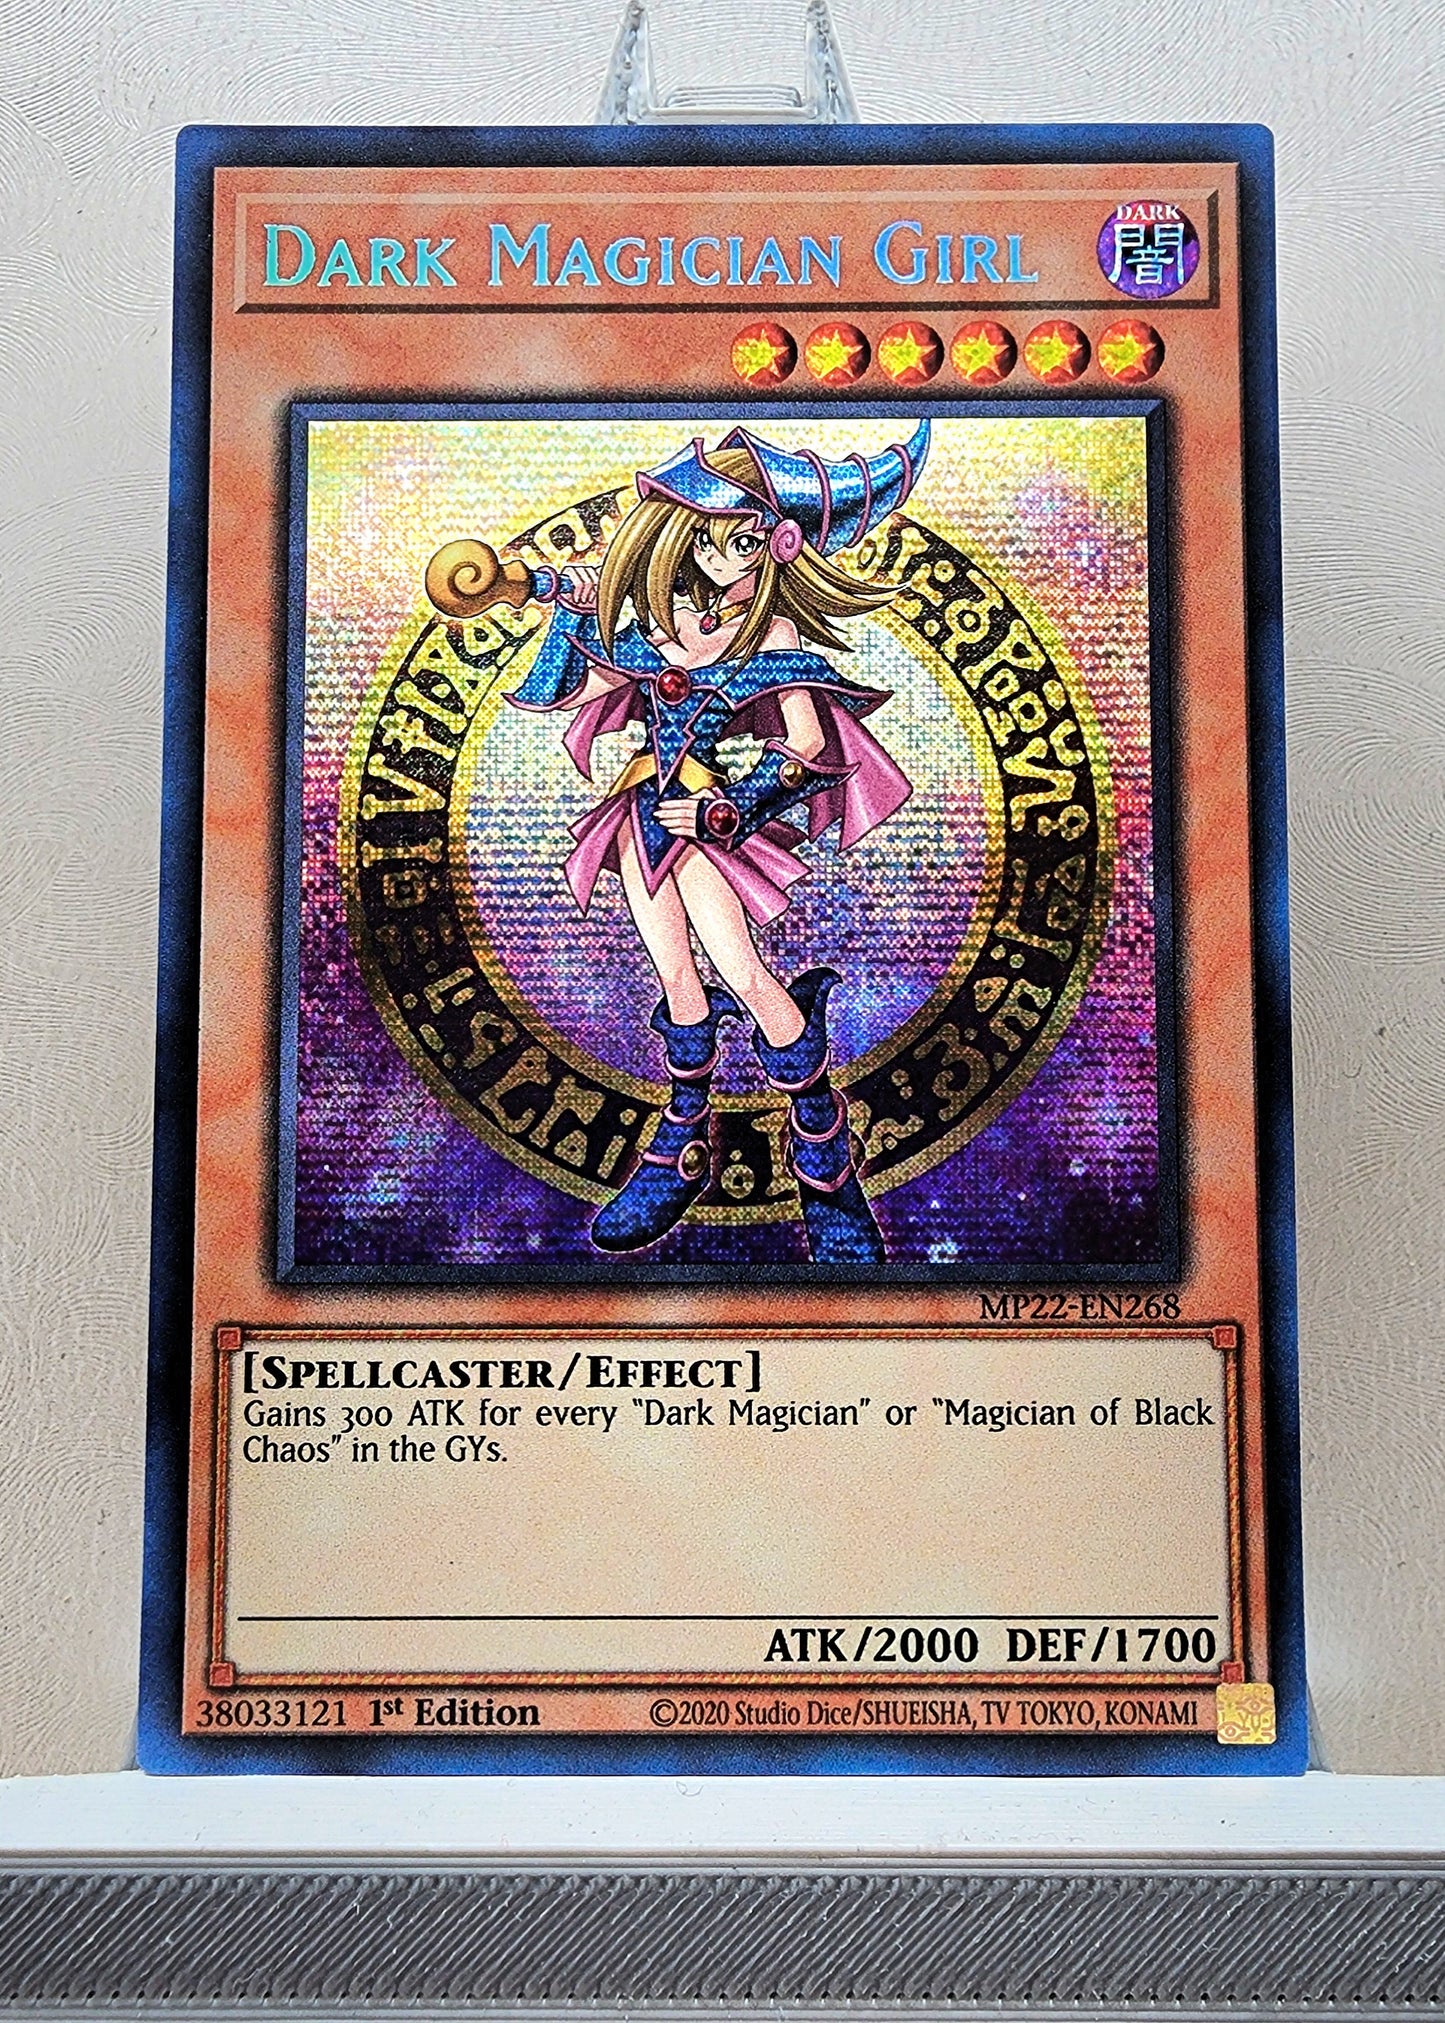 DARK MAGICIAN GIRL
DARK
闇
MP22-EN268
[SPELLCASTER/EFFECT]
Gains 300 ATK for every "Dark Magician" or "Magician of Black
Chaos" in the GYs.
ATK/2000 DEF/1700
38033121 1st Edition ©2020 Studio Dice/SHUEISHA, TV TOKYO, KONAMI